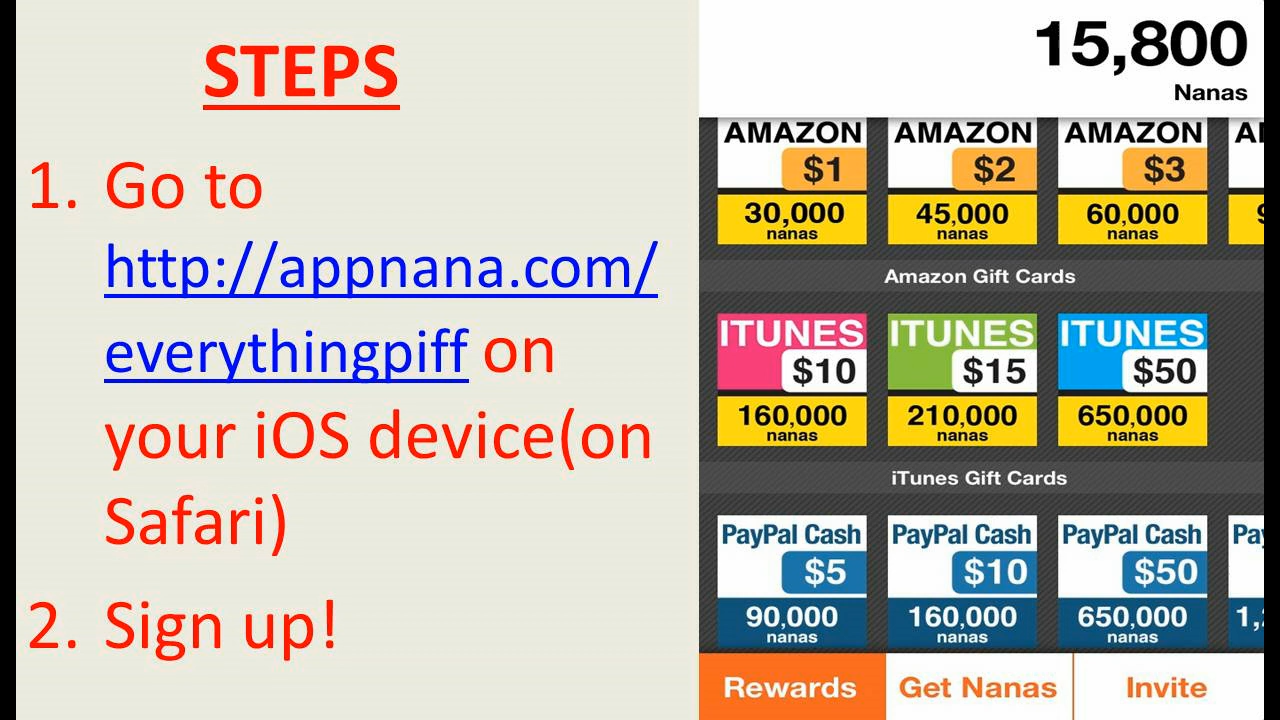 STEPS
1. Go to
http://appnana.com/
everythingpiff on
your iOS device(on
Safari)
2. Sign up!
15,800
Nanas
AMAZON AMAZON AMAZON
$1 $2 $3
30,000 45,000 60,000
nanas nanas nanas
Amazon Gift Cards
ITUNES ITUNES ITUNES
$10 $15 $50
160,000 210,000 650,000
nanas nanas nanas
iTunes Gift Cards
PayPal Cash PayPal Cash PayPal Cash
$5 $10 $50
90,000 160,000 650,000
nanas nanas nanas
Rewards Get Nanas Invite